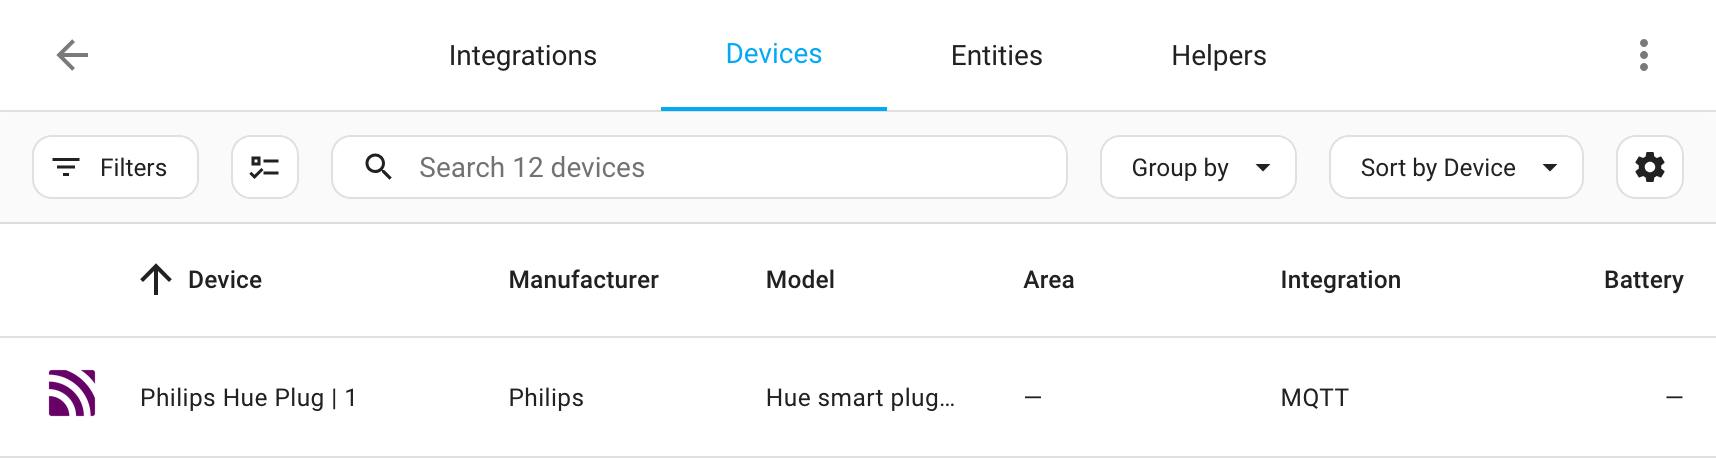 Integrations Devices Entities Helpers
Filters Search 12 devices Group by Sort by Device
Device Manufacturer Model Area Integration Battery
Philips Hue Plug | 1 Philips Hue smart plug… — MQTT —